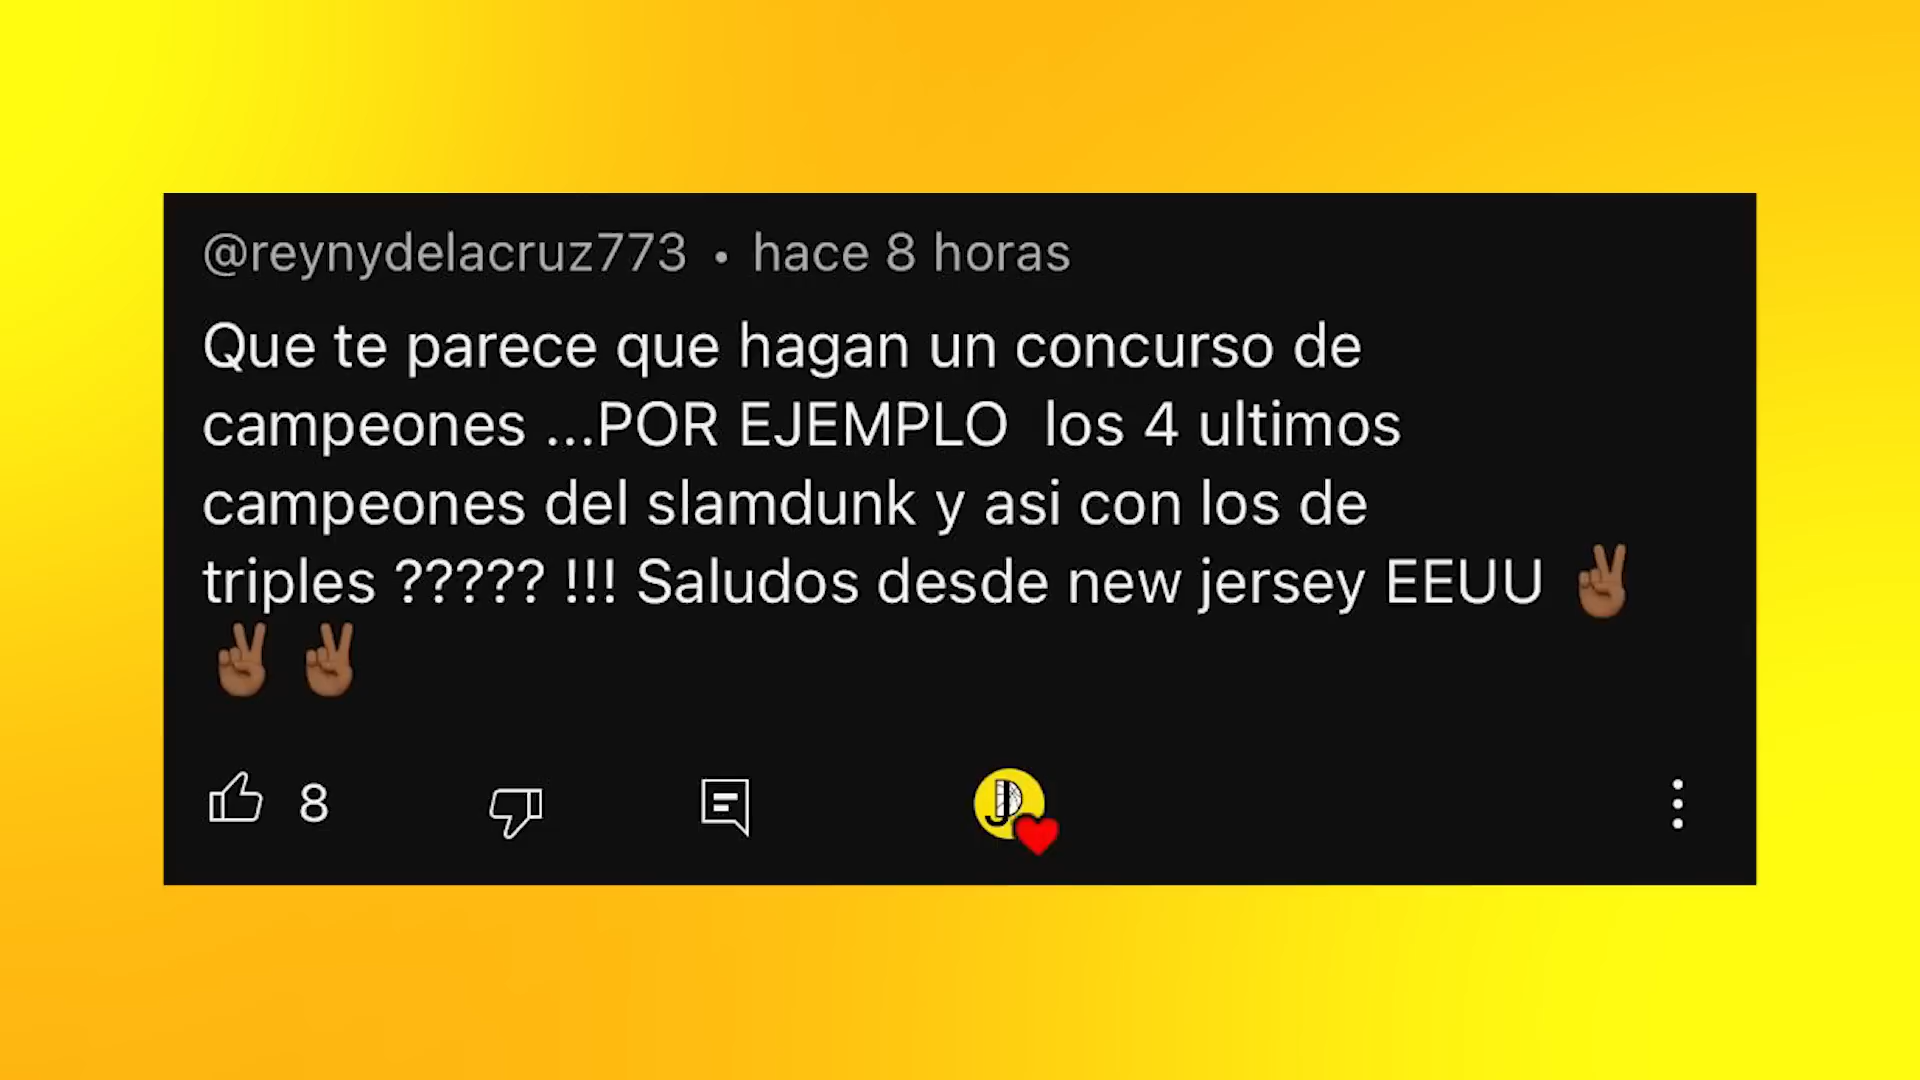 @reynydelacruz773 • hace 8 horas
Que te parece que hagan un concurso de
campeones ...POR EJEMPLO  los 4 ultimos
campeones del slamdunk y asi con los de
triples ????? !!! Saludos desde new jersey EEUU ✌🏾
✌🏾 ✌🏾
8
JD